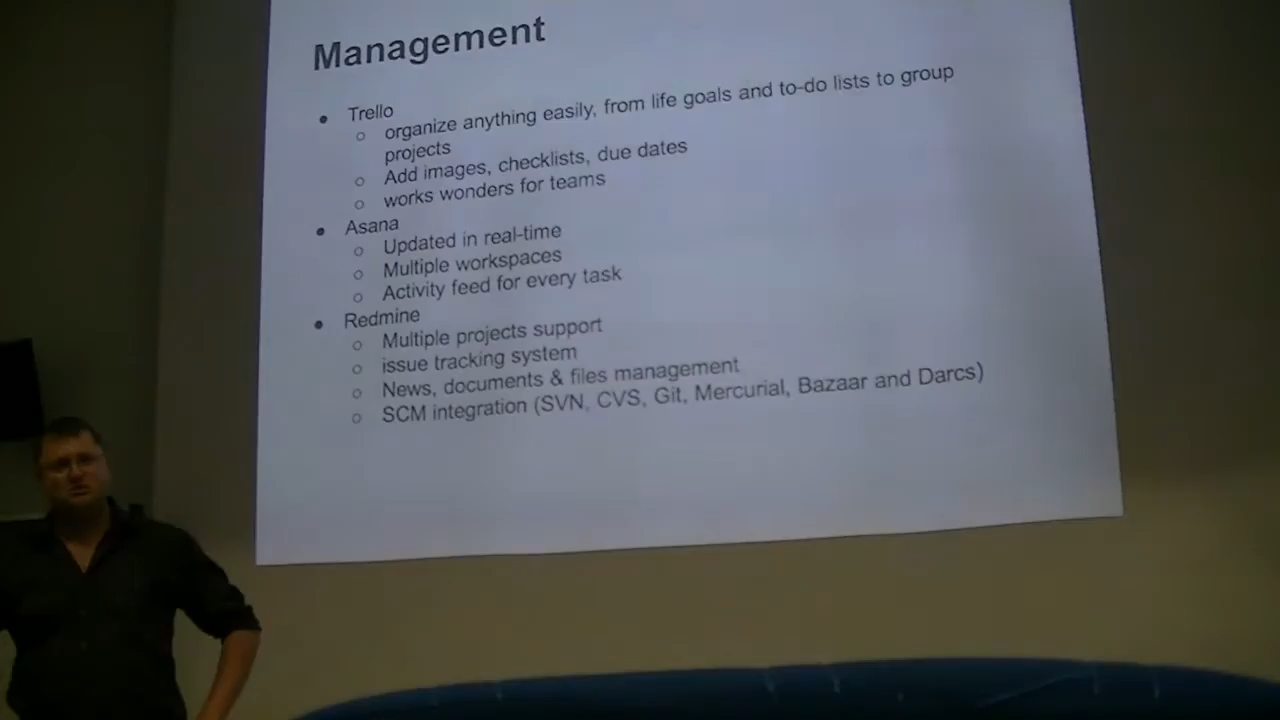 Management
• Trello
○ organize anything easily, from life goals and to-do lists to group
projects
○ Add images, checklists, due dates
○ works wonders for teams
• Asana
○ Updated in real-time
○ Multiple workspaces
○ Activity feed for every task
• Redmine
○ Multiple projects support
○ issue tracking system
○ News, documents & files management
○ SCM integration (SVN, CVS, Git, Mercurial, Bazaar and Darcs)